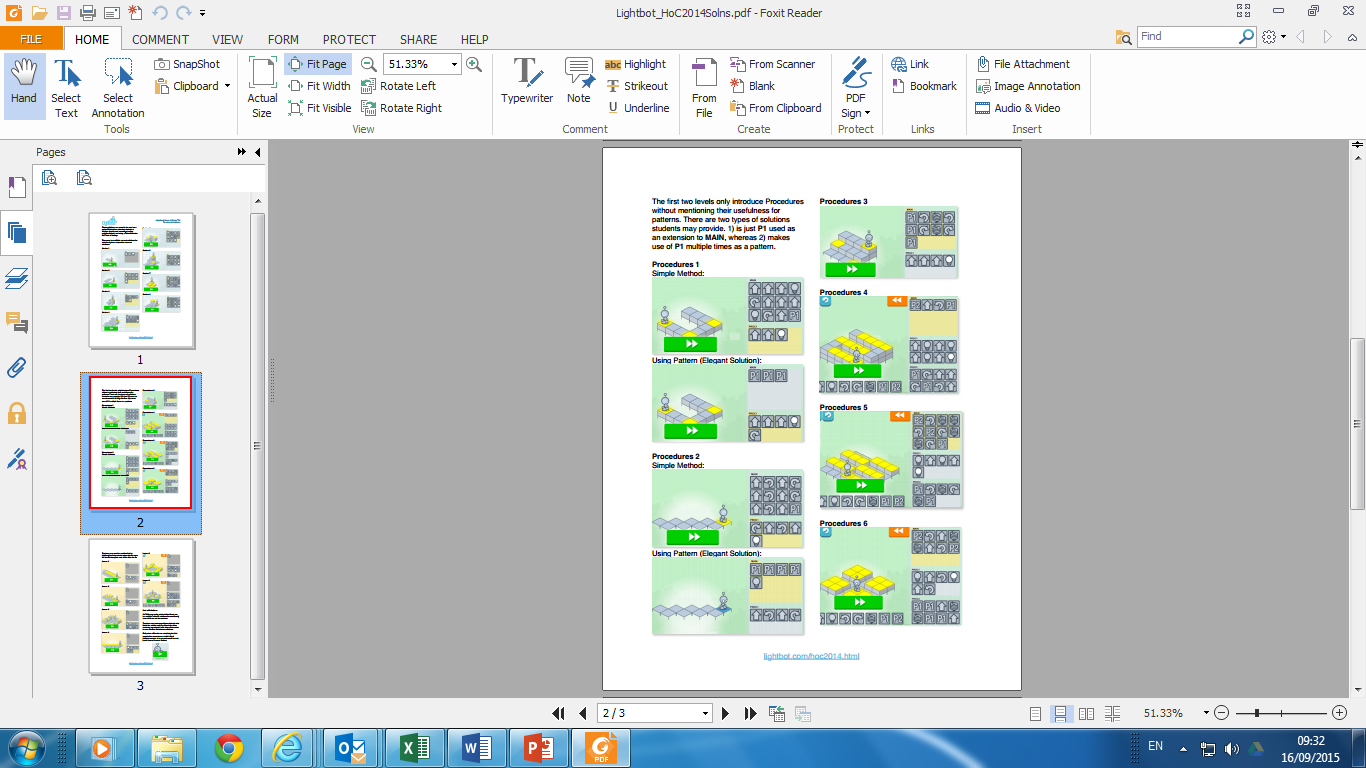 Lightbot_HoC2014Solns.pdf - Foxit Reader
FILE
HOME
COMMENT
VIEW
FORM
PROTECT
SHARE
HELP
Find
Hand
Select
Text
Select
Annotation
SnapShot
Clipboard
Tools
Actual
Size
Fit Page
Fit Width
Fit Visible
51.33%
Rotate Left
Rotate Right
View
Typewriter
Note
abc Highlight
Strikeout
U Underline
Comment
From
File
From Scanner
Blank
From Clipboard
Create
PDF
Sign
Protect
Link
Bookmark
Links
File Attachment
Image Annotation
Audio & Video
Insert
Pages
1
2
3
The first two levels only introduce Procedures
without mentioning their usefulness for
patterns. There are two types of solutions
students may provide. 1) is just P1 used as
an extension to MAIN, whereas 2) makes
use of P1 multiple times as a pattern.
Procedures 1
Simple Method:
Using Pattern (Elegant Solution):
Procedures 2
Simple Method:
Using Pattern (Elegant Solution):
Procedures 3
Procedures 4
Procedures 5
Procedures 6
lightbot.com/hoc2014.html
2 / 3
51.33%
EN
09:32
16/09/2015